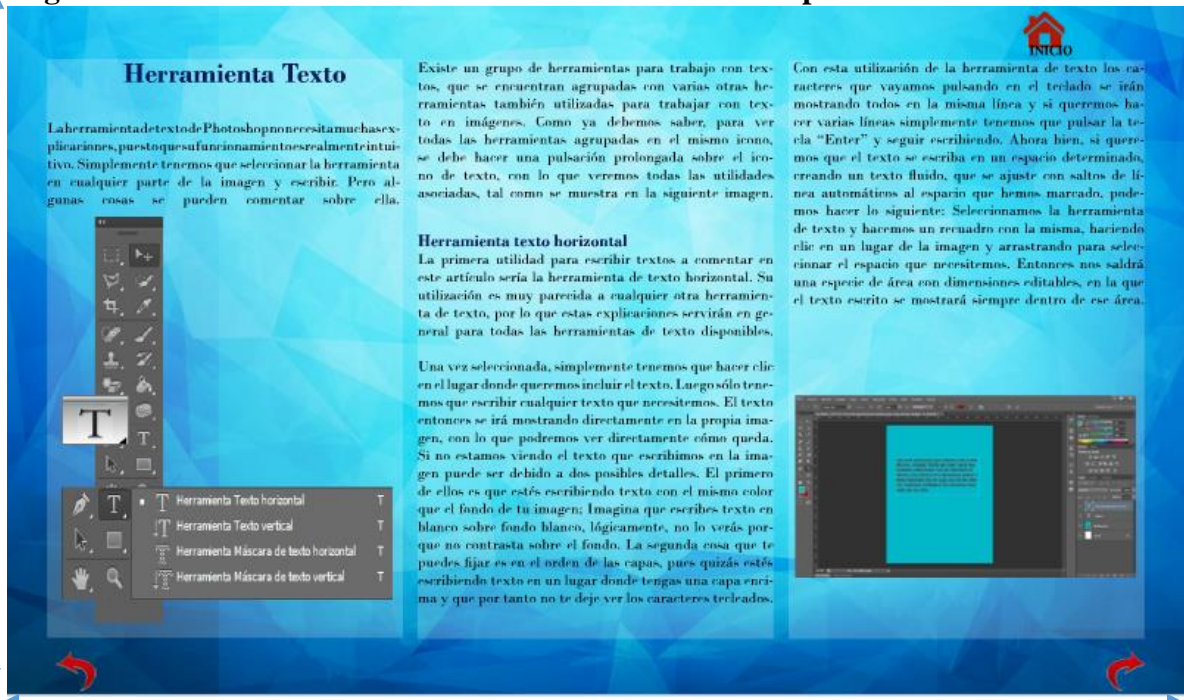 INICIO
Herramienta Texto
La herramienta de texto de Photoshop no necesita muchas ex-
plicaciones, puesto que su funcionamiento es realmente intui-
tivo. Simplemente tenemos que seleccionar la herramienta
en cualquier parte de la imagen y escribir. Pero al-
gunas cosas se pueden comentar sobre ella.
T
T
T
Herramienta Texto horizontal T
Herramienta Texto vertical T
Herramienta Máscara de texto horizontal T
Herramienta Máscara de texto vertical T
Existe un grupo de herramientas para trabajo con tex-
tos, que se encuentran agrupadas con varias otras he-
rramientas también utilizadas para trabajar con tex-
to en imágenes. Como ya debemos saber, para ver
todas las herramientas agrupadas en el mismo icono,
se debe hacer una pulsación prolongada sobre el ico-
no de texto, con lo que veremos todas las utilidades
asociadas, tal como se muestra en la siguiente imagen.
Herramienta texto horizontal
La primera utilidad para escribir textos a comentar en
este artículo sería la herramienta de texto horizontal. Su
utilización es muy parecida a cualquier otra herramien-
ta de texto, por lo que estas explicaciones servirán en ge-
neral para todas las herramientas de texto disponibles.
Una vez seleccionada, simplemente tenemos que hacer clic
en el lugar donde queremos incluir el texto. Luego sólo tene-
mos que escribir cualquier texto que necesitemos. El texto
entonces se irá mostrando directamente en la propia ima-
gen, con lo que podremos ver directamente cómo queda.
Si no estamos viendo el texto que escribimos en la ima-
gen puede ser debido a dos posibles detalles. El primero
de ellos es que estés escribiendo texto con el mismo color
que el fondo de tu imagen; Imagina que escribes texto en
blanco sobre fondo blanco, lógicamente, no lo verás por-
que no contrasta sobre el fondo. La segunda cosa que te
puedes fijar es en el orden de las capas, pues quizás estés
escribiendo texto en un lugar donde tengas una capa enci-
ma y que por tanto no te deje ver los caracteres tecleados.
Con esta utilización de la herramienta de texto los ca-
racteres que vayamos pulsando en el teclado se irán
mostrando todos en la misma línea y si queremos ha-
cer varias líneas simplemente tenemos que pulsar la te-
cla “Enter” y seguir escribiendo. Ahora bien, si quere-
mos que el texto se escriba en un espacio determinado,
creando un texto fluido, que se ajuste con saltos de lí-
nea automáticos al espacio que hemos marcado, pode-
mos hacer lo siguiente: Seleccionamos la herramienta
de texto y hacemos un recuadro con la misma, haciendo
clic en un lugar de la imagen y arrastrando para selec-
cionar el espacio que necesitemos. Entonces nos saldrá
una especie de área con dimensiones editables, en la que
el texto escrito se mostrará siempre dentro de ese área.